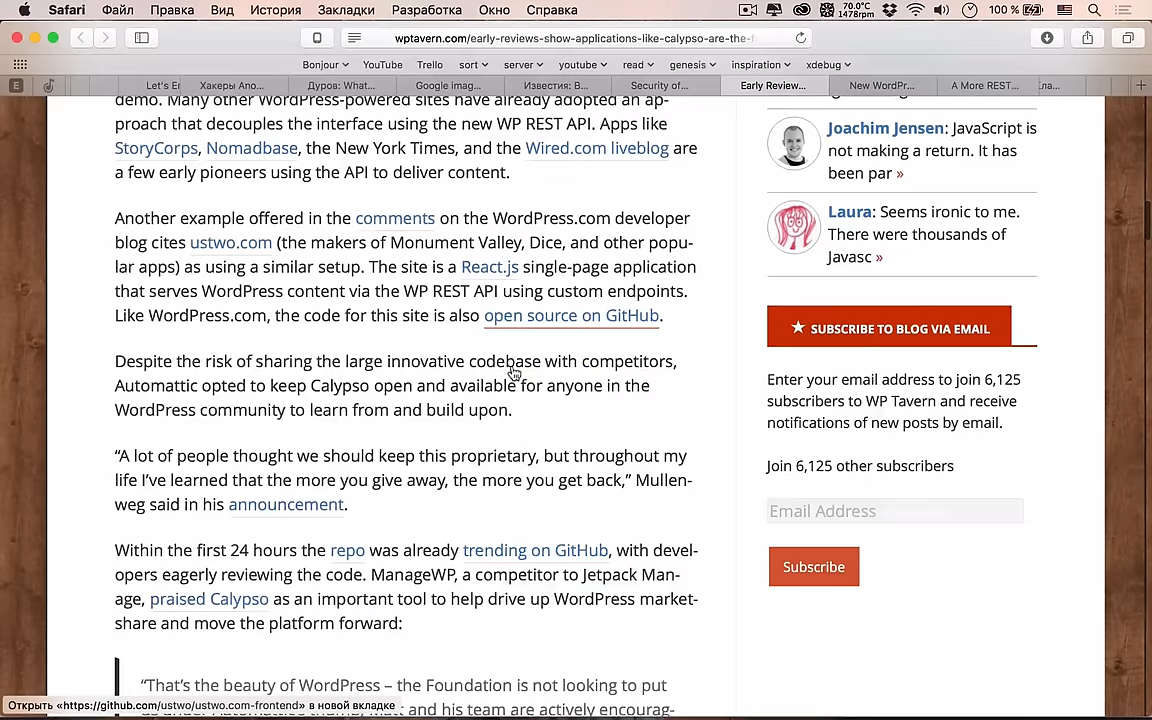 Safari Файл Правка Вид История Закладки Разработка Окно Справка 70.0°C 1478rpm 100 %
wptavern.com/early-reviews-show-applications-like-calypso-are-the-f
Bonjour YouTube Trello sort server youtube read genesis inspiration xdebug
E Let's Er Хакеры Апо... Дуров: What... Google imag... Известия: В... Security of... Early Review... New WordPr... A More REST...
demo. Many other WordPress-powered sites have already adopted an ap-
proach that decouples the interface using the new WP REST API. Apps like
StoryCorps, Nomadbase, the New York Times, and the Wired.com liveblog are
a few early pioneers using the API to deliver content.
Another example offered in the comments on the WordPress.com developer
blog cites ustwo.com (the makers of Monument Valley, Dice, and other popu-
lar apps) as using a similar setup. The site is a React.js single-page application
that serves WordPress content via the WP REST API using custom endpoints.
Like WordPress.com, the code for this site is also open source on GitHub.
Despite the risk of sharing the large innovative codebase with competitors,
Automattic opted to keep Calypso open and available for anyone in the
WordPress community to learn from and build upon.
“A lot of people thought we should keep this proprietary, but throughout my
life I’ve learned that the more you give away, the more you get back,” Mullen-
weg said in his announcement.
Within the first 24 hours the repo was already trending on GitHub, with devel-
opers eagerly reviewing the code. ManageWP, a competitor to Jetpack Man-
age, praised Calypso as an important tool to help drive up WordPress market-
share and move the platform forward:
“That’s the beauty of WordPress – the Foundation is not looking to put
and his team are actively encourag-
Joachim Jensen: JavaScript is
not making a return. It has
been par »
Laura: Seems ironic to me.
There were thousands of
Javasc »
★ SUBSCRIBE TO BLOG VIA EMAIL
Enter your email address to join 6,125
subscribers to WP Tavern and receive
notifications of new posts by email.
Join 6,125 other subscribers
Email Address
Subscribe
Открыть «https://github.com/ustwo/ustwo.com-frontend» в новой вкладке